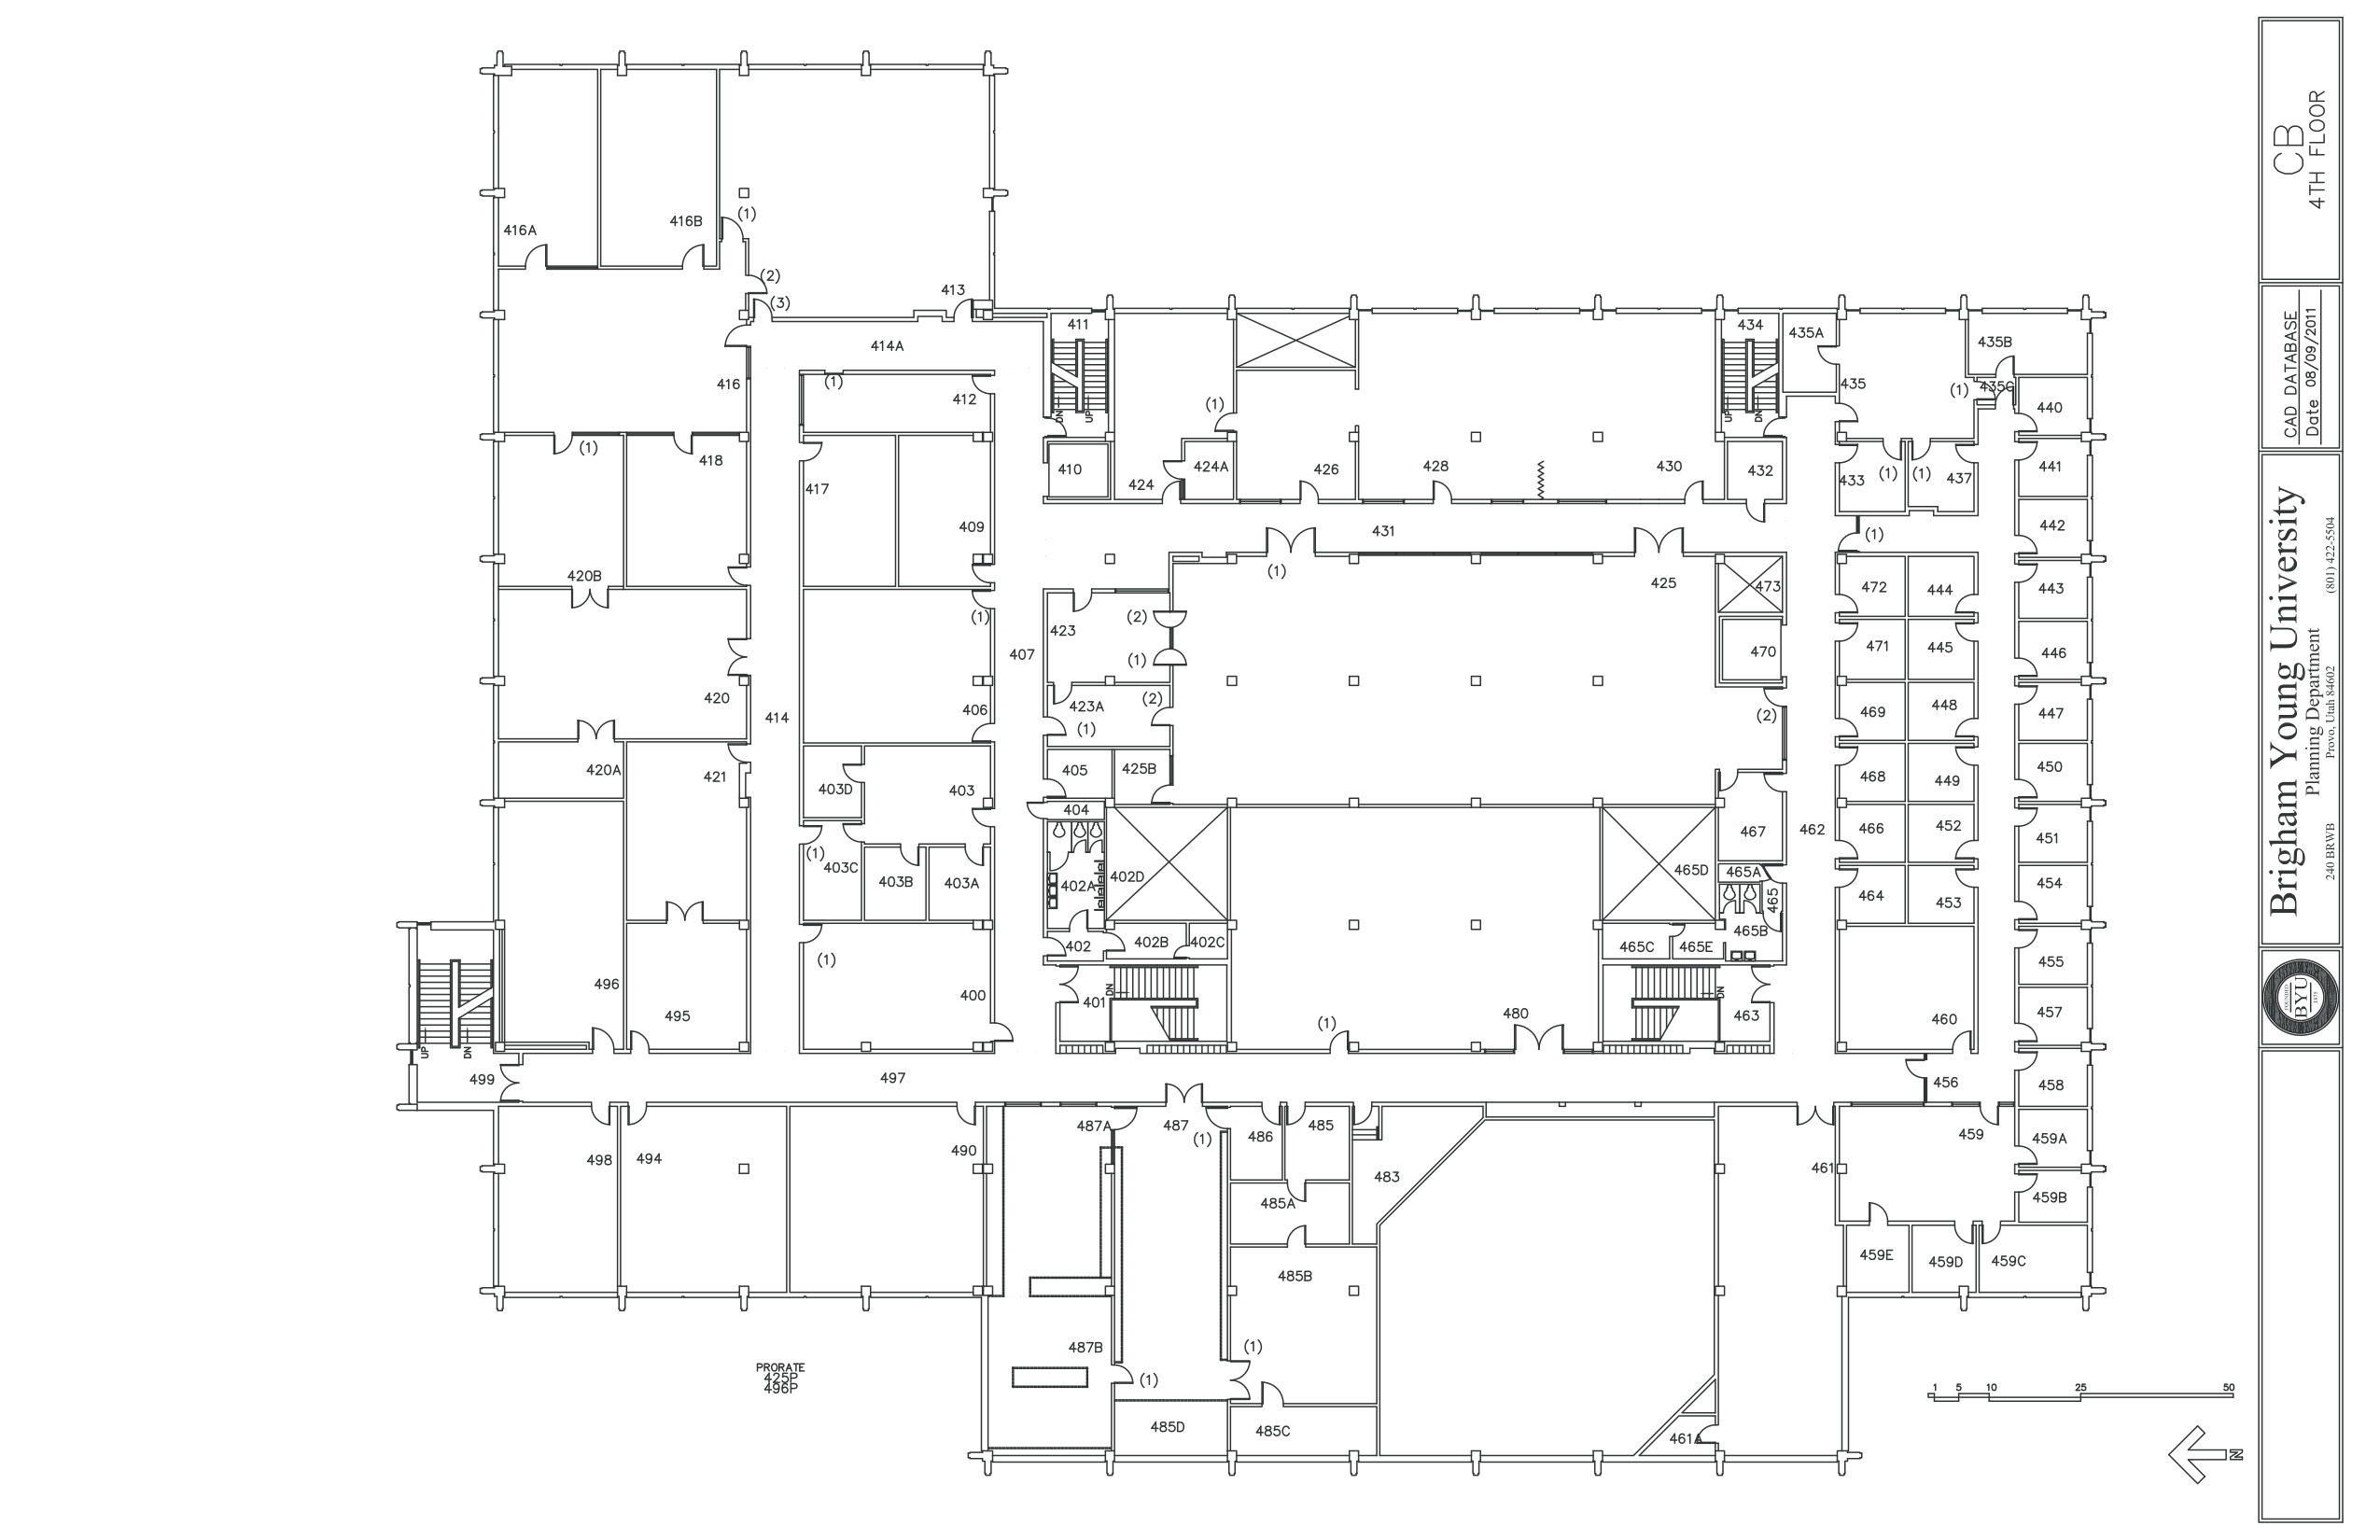 416A
416B
(1)
(2)
(3)
413
411
414A
434
435A
435B
416
(1)
412
435
(1)
435C
440
DN
UP
(1)
UP
DN
(1)
418
417
410
424A
424
426
428
430
432
433
(1)
(1)
437
441
409
431
442
(1)
420B
(1)
425
473
472
444
443
(1)
423
(2)
407
(1)
470
471
445
446
420
414
406
423A
(2)
(1)
(2)
469
448
447
420A
421
403D
403
405
425B
468
449
450
404
467
462
466
452
451
(1)
403C
403B
403A
402A
402D
465D
465A
465
464
453
454
465B
402
402B
402C
465C
465E
(1)
455
496
495
400
401
DN
480
(1)
DN
463
460
457
UP
DN
499
497
456
458
487A
487
(1)
486
485
459
459A
498
494
490
483
461
485A
459B
485B
459E
459D
459C
487B
(1)
(1)
485D
485C
461A
PRORATE
425P
496P
1 5 10 25 50
N
CB
4TH FLOOR
CAD DATABASE
Date 08/09/2011
Brigham Young University
Planning Department
240 BRWB Provo, Utah 84602 (801) 422-5504
FOUNDED
BYU
1875